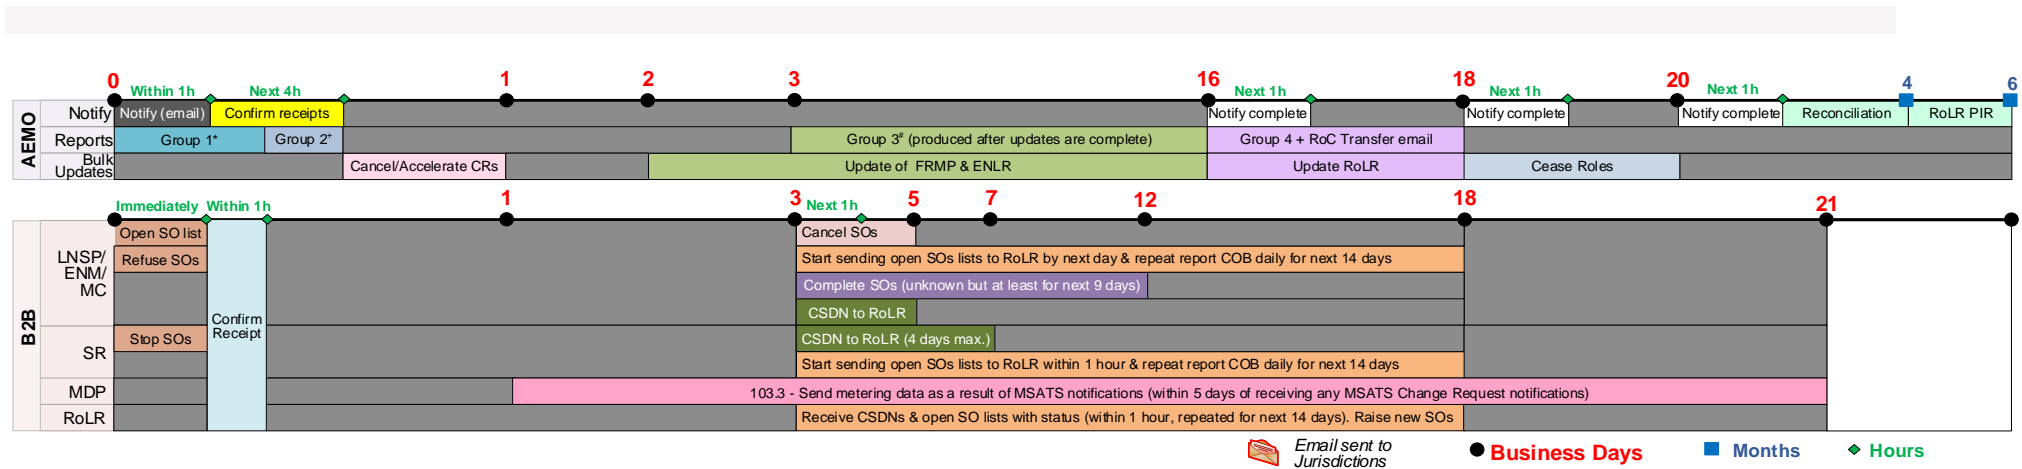 0 1 2 3 16 18 20 4 6
Within 1h Next 4h Next 1h Next 1h Next 1h
AEMO
Notify Notify (email) Confirm receipts Notify complete Notify complete Notify complete Reconciliation RoLR PIR
Reports Group 1* Group 2+ Group 3# (produced after updates are complete) Group 4 + RoC Transfer email
Bulk
Updates Cancel/Accelerate CRs Update of FRMP & ENLR Update RoLR Cease Roles
Immediately Within 1h 1 3 Next 1h 5 7 12 18 21
B2B
LNSP/
ENM/
MC
Open SO list Cancel SOs
Refuse SOs Start sending open SOs lists to RoLR by next day & repeat report COB daily for next 14 days
Complete SOs (unknown but at least for next 9 days)
CSDN to RoLR
Confirm
Receipt
SR
Stop SOs CSDN to RoLR (4 days max.)
Start sending open SOs lists to RoLR within 1 hour & repeat report COB daily for next 14 days
MDP 103.3 - Send metering data as a result of MSATS notifications (within 5 days of receiving any MSATS Change Request notifications)
RoLR Receive CSDNs & open SO lists with status (within 1 hour, repeated for next 14 days). Raise new SOs
Email sent to
Jurisdictions
Business Days Months Hours